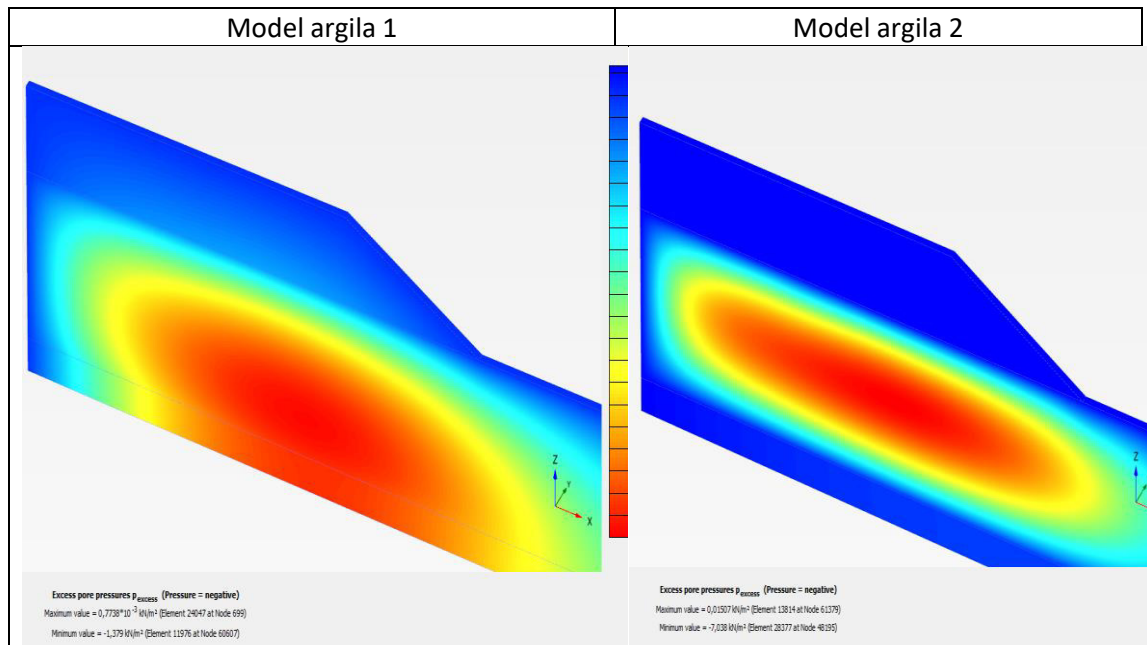 Model argila 1
Model argila 2
Z
Y
X
Excess pore pressures p excess (Pressure = negative)
Maximum value = 0,7738*10 -3 kN/m² (Element 24047 at Node 699)
Minimum value = -1,379 kN/m² (Element 11976 at Node 60607)
Z
Excess pore pressures p excess (Pressure = negative)
Maximum value = 0,01507 kN/m² (Element 13814 at Node 61379)
Minimum value = -7,038 kN/m² (Element 28377 at Node 48195)